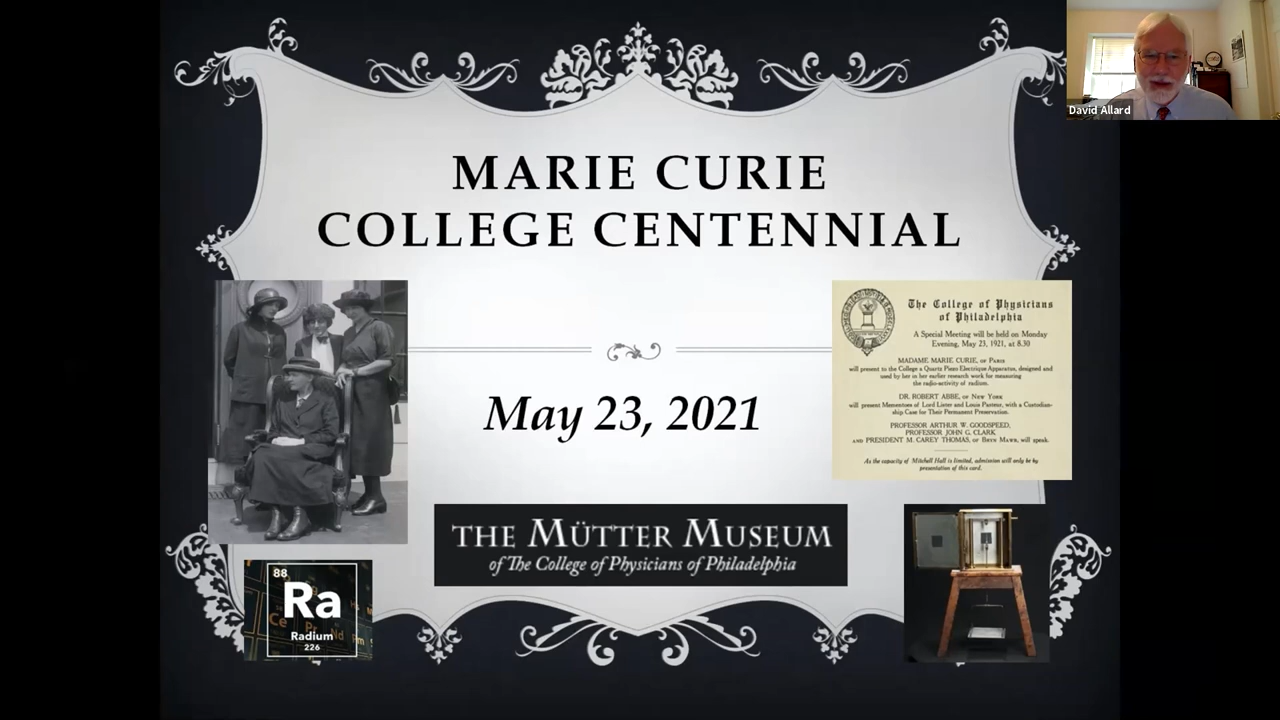 David Allard
MARIE CURIE
COLLEGE CENTENNIAL
May 23, 2021
The College of Physicians
of Philadelphia
A Special Meeting will be held on Monday
Evening, May 23, 1921, at 8.30
MADAME MARIE CURIE, OF PARIS
will present to the College a Quartz Piezo Electrique Apparatus, designed and
used by her in her earlier research work for measuring
the radio-activity of radium.
DR. ROBERT ABBE, OF NEW YORK
will present Mementoes of Lord Lister and Louis Pasteur, with a Custodian-
ship Case for Their Permanent Preservation.
PROFESSOR ARTHUR W. GOODSPEED,
PROFESSOR JOHN G. CLARK
AND PRESIDENT M. CAREY THOMAS, OF BRYN MAWR, will speak.
As the capacity of Mitchell Hall is limited, admission will only be by
presentation of this card.
THE MÜTTER MUSEUM
of The College of Physicians of Philadelphia
88
Ra
Radium
226
Ce
Pr
Nd